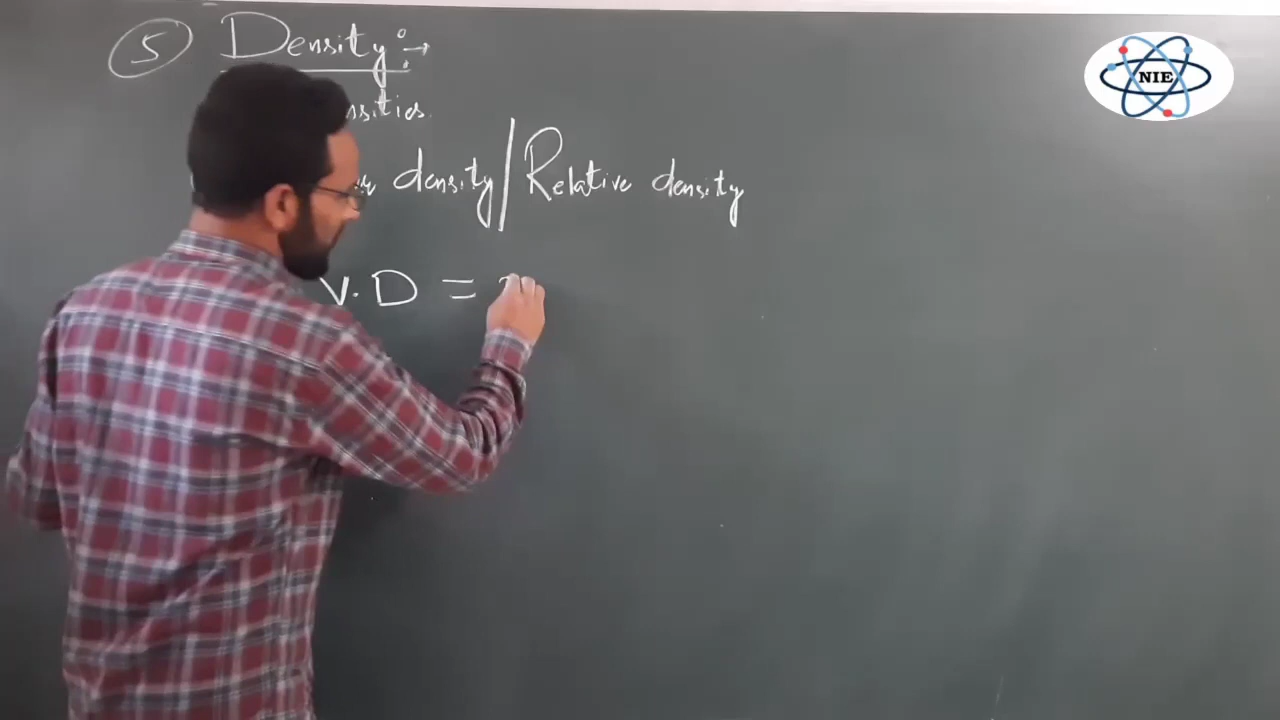 5 Density :→
NIE
density / Relative density
V.D =